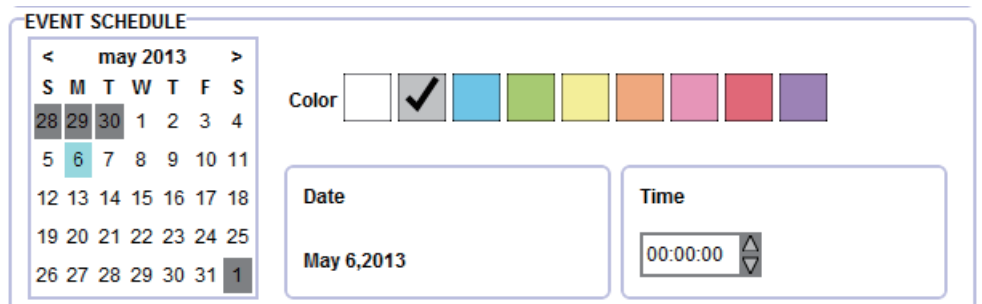 EVENT SCHEDULE
< may 2013 >
S M T W T F S
28 29 30 1 2 3 4
5 6 7 8 9 10 11
12 13 14 15 16 17 18
19 20 21 22 23 24 25
26 27 28 29 30 31 1
Color
Date
May 6,2013
Time
00:00:00